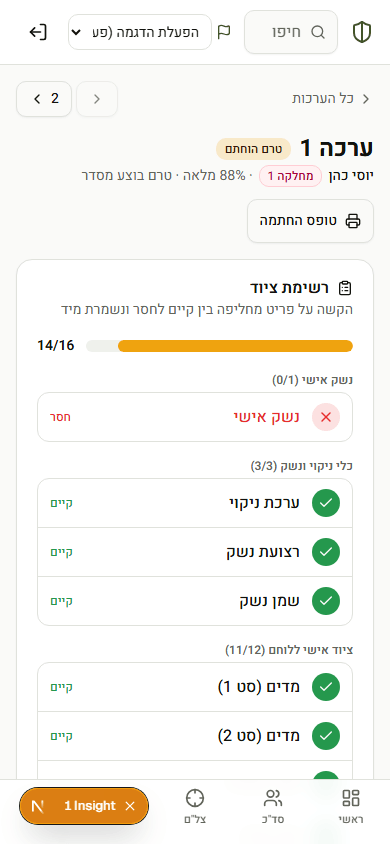 חיפו
הפעלת הדגמה (פע
כל הערכות
2
ערכה 1
טרם הוחתם
יוסי כהן
מחלקה 1
· 88% מלאה · טרם בוצע מסדר
טופס החתמה
רשימת ציוד
הקשה על פריט מחליפה בין קיים לחסר ונשמרת מיד
14/16
נשק אישי (0/1)
נשק אישי
חסר
כלי ניקוי ונשק (3/3)
ערכת ניקוי
קיים
רצועת נשק
קיים
שמן נשק
קיים
ציוד אישי ללוחם (11/12)
מדים (סט 1)
קיים
מדים (סט 2)
קיים
ראשי
סד"כ
צל"ם
N 1 Insight